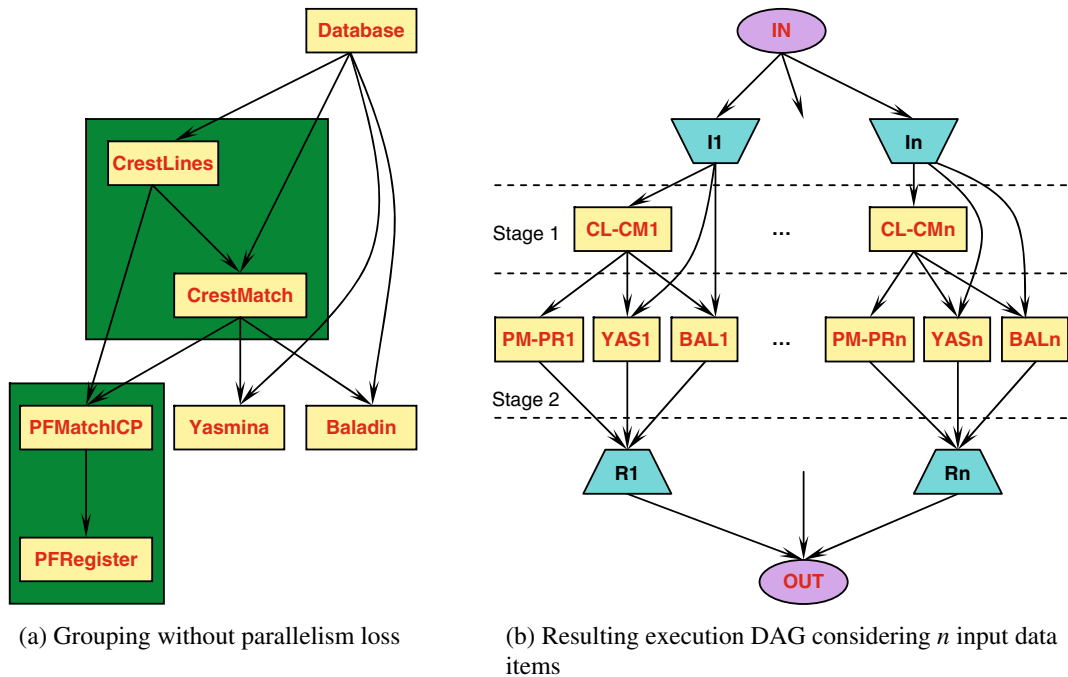 Database
CrestLines
CrestMatch
PFMatchICP
Yasmina
Baladin
PFRegister
(a) Grouping without parallelism loss
IN
I1
In
Stage 1
CL-CM1
...
CL-CMn
PM-PR1
YAS1
BAL1
...
PM-PRn
YASn
BALn
Stage 2
R1
Rn
OUT
(b) Resulting execution DAG considering n input data
items